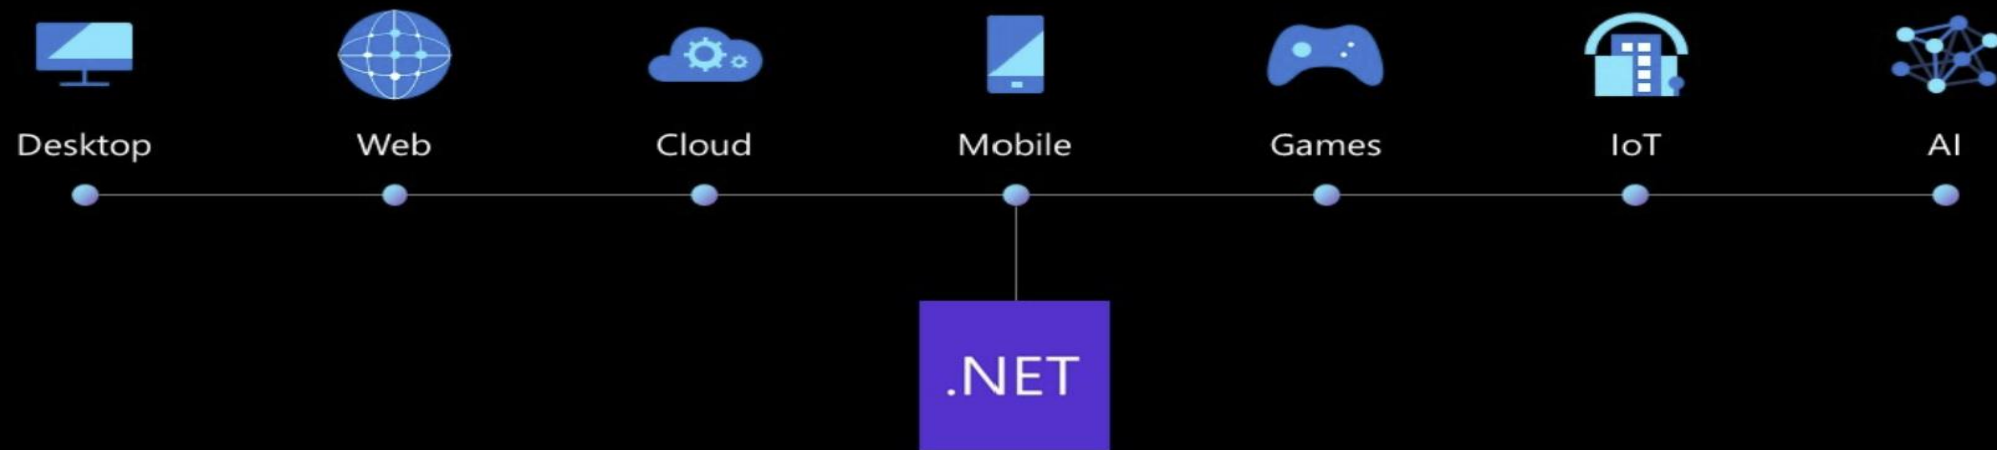 Desktop
Web
Cloud
Mobile
Games
IoT
AI
.NET